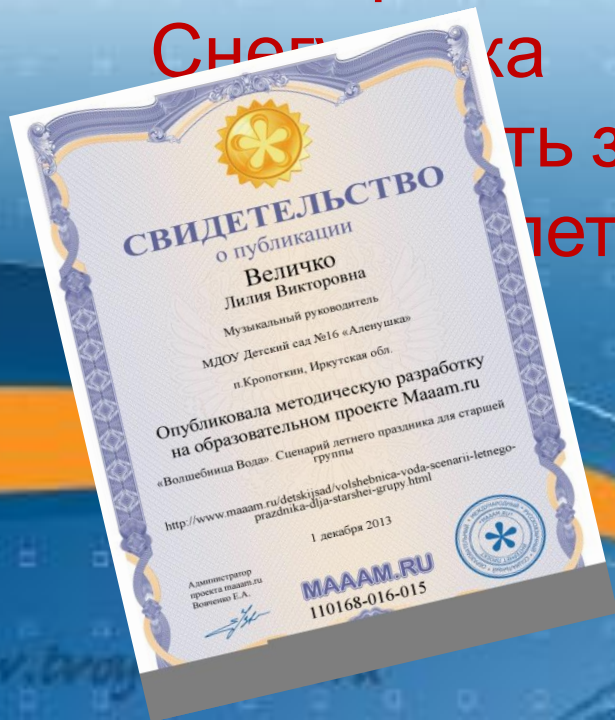 ка
ть з
лет
СВИДЕТЕЛЬСТВО
о публикации
Величко
Лилия Викторовна
Музыкальный руководитель
МДОУ Детский сад №16 «Аленушка»
п.Кропоткин, Иркутская обл.
Опубликовала методическую разработку
на образовательном проекте Maaam.ru
«Волшебница Вода». Сценарий летнего праздника для старшей
группы
http://www.maaam.ru/detskijsad/volshebnica-voda-scenarii-letnego-
prazdnika-dlja-starshei-grupy.html
1 декабря 2013
Администратор
проекта maaam.ru
Вовченко Е.А.
MAAAM.RU
110168-016-015